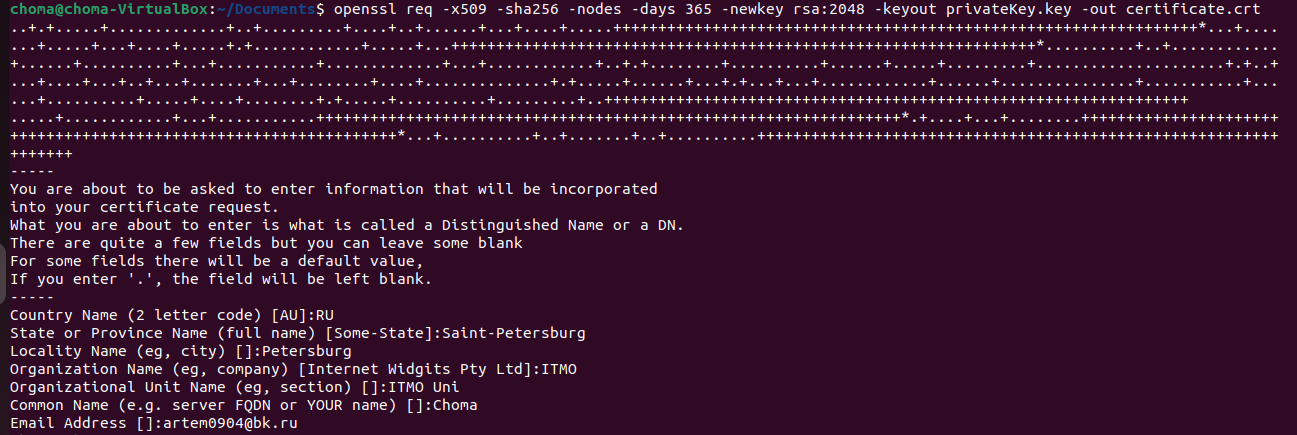 choma@choma-VirtualBox:~/Documents$ openssl req -x509 -sha256 -nodes -days 365 -newkey rsa:2048 -keyout privateKey.key -out certificate.crt
-----
You are about to be asked to enter information that will be incorporated
into your certificate request.
What you are about to enter is what is called a Distinguished Name or a DN.
There are quite a few fields but you can leave some blank
For some fields there will be a default value,
If you enter '.', the field will be left blank.
-----
Country Name (2 letter code) [AU]:RU
State or Province Name (full name) [Some-State]:Saint-Petersburg
Locality Name (eg, city) []:Petersburg
Organization Name (eg, company) [Internet Widgits Pty Ltd]:ITMO
Organizational Unit Name (eg, section) []:ITMO Uni
Common Name (e.g. server FQDN or YOUR name) []:Choma
Email Address []:artem0904@bk.ru